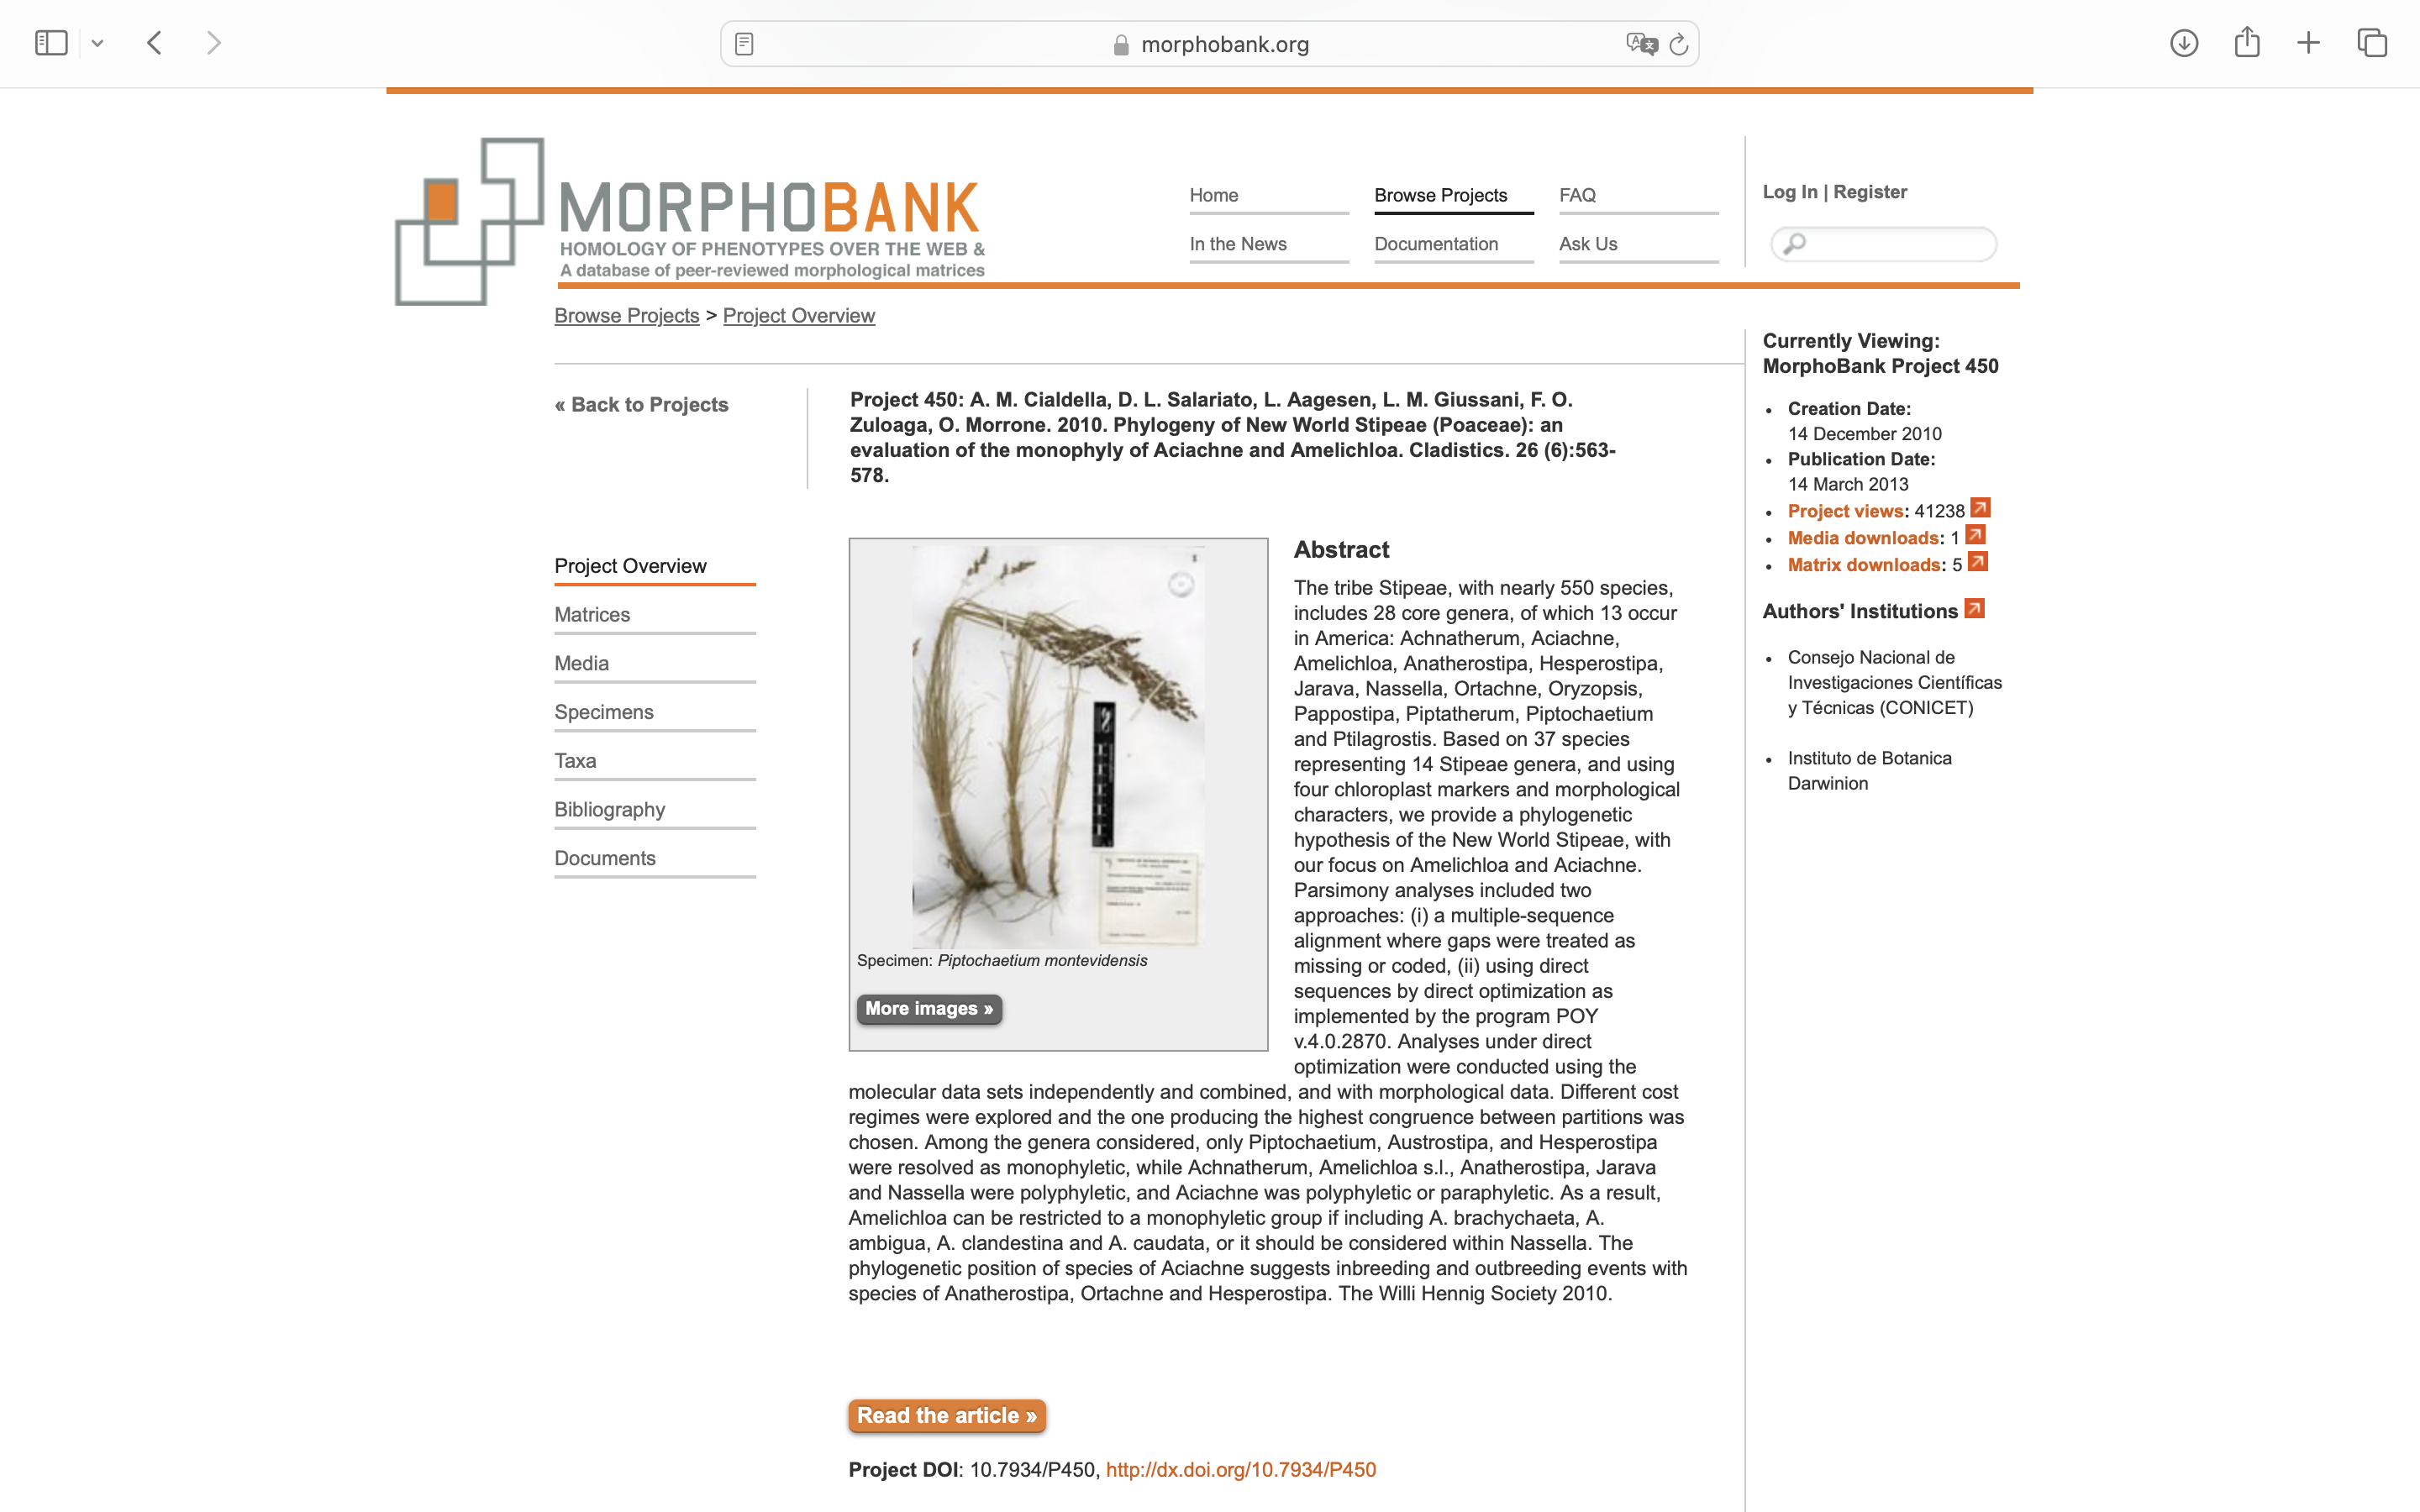 morphobank.org
MORPHOBANK
HOMOLOGY OF PHENOTYPES OVER THE WEB &
A database of peer-reviewed morphological matrices
Home
Browse Projects
FAQ
In the News
Documentation
Ask Us
Log In | Register
Browse Projects > Project Overview
« Back to Projects
Project 450: A. M. Cialdella, D. L. Salariato, L. Aagesen, L. M. Giussani, F. O.
Zuloaga, O. Morrone. 2010. Phylogeny of New World Stipeae (Poaceae): an
evaluation of the monophyly of Aciachne and Amelichloa. Cladistics. 26 (6):563-
578.
Project Overview
Matrices
Media
Specimens
Taxa
Bibliography
Documents
Specimen: Piptochaetium montevidensis
More images »
Abstract
The tribe Stipeae, with nearly 550 species,
includes 28 core genera, of which 13 occur
in America: Achnatherum, Aciachne,
Amelichloa, Anatherostipa, Hesperostipa,
Jarava, Nassella, Ortachne, Oryzopsis,
Pappostipa, Piptatherum, Piptochaetium
and Ptilagrostis. Based on 37 species
representing 14 Stipeae genera, and using
four chloroplast markers and morphological
characters, we provide a phylogenetic
hypothesis of the New World Stipeae, with
our focus on Amelichloa and Aciachne.
Parsimony analyses included two
approaches: (i) a multiple-sequence
alignment where gaps were treated as
missing or coded, (ii) using direct
sequences by direct optimization as
implemented by the program POY
v.4.0.2870. Analyses under direct
optimization were conducted using the
molecular data sets independently and combined, and with morphological data. Different cost
regimes were explored and the one producing the highest congruence between partitions was
chosen. Among the genera considered, only Piptochaetium, Austrostipa, and Hesperostipa
were resolved as monophyletic, while Achnatherum, Amelichloa s.l., Anatherostipa, Jarava
and Nassella were polyphyletic, and Aciachne was polyphyletic or paraphyletic. As a result,
Amelichloa can be restricted to a monophyletic group if including A. brachychaeta, A.
ambigua, A. clandestina and A. caudata, or it should be considered within Nassella. The
phylogenetic position of species of Aciachne suggests inbreeding and outbreeding events with
species of Anatherostipa, Ortachne and Hesperostipa. The Willi Hennig Society 2010.
Read the article »
Project DOI: 10.7934/P450, http://dx.doi.org/10.7934/P450
Currently Viewing:
MorphoBank Project 450
• Creation Date:
14 December 2010
• Publication Date:
14 March 2013
• Project views: 41238
• Media downloads: 1
• Matrix downloads: 5
Authors' Institutions
• Consejo Nacional de
Investigaciones Científicas
y Técnicas (CONICET)
• Instituto de Botanica
Darwinion